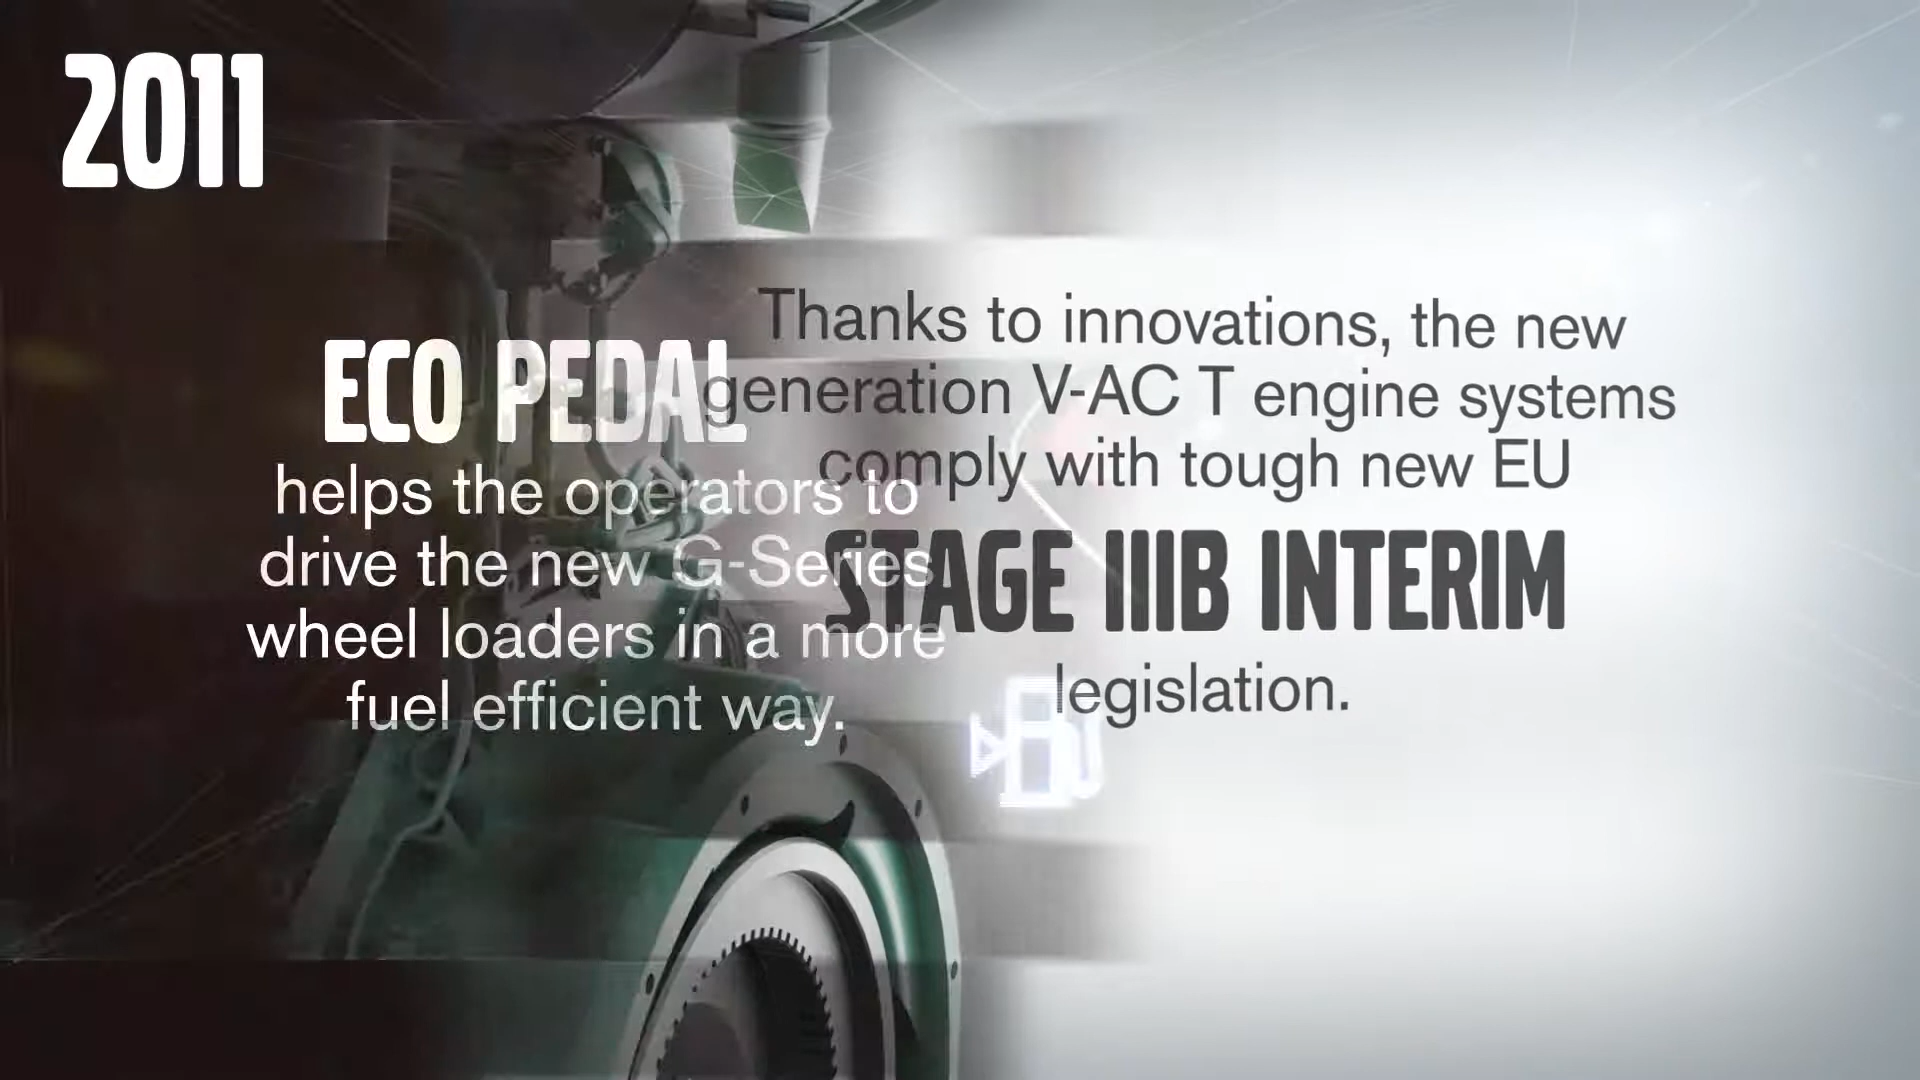 2011
ECO PEDAL
helps the operators to
drive the new G-Series
wheel loaders in a more
fuel efficient way.
Thanks to innovations, the new
generation V-AC T engine systems
comply with tough new EU
STAGE IIIB INTERIM
legislation.